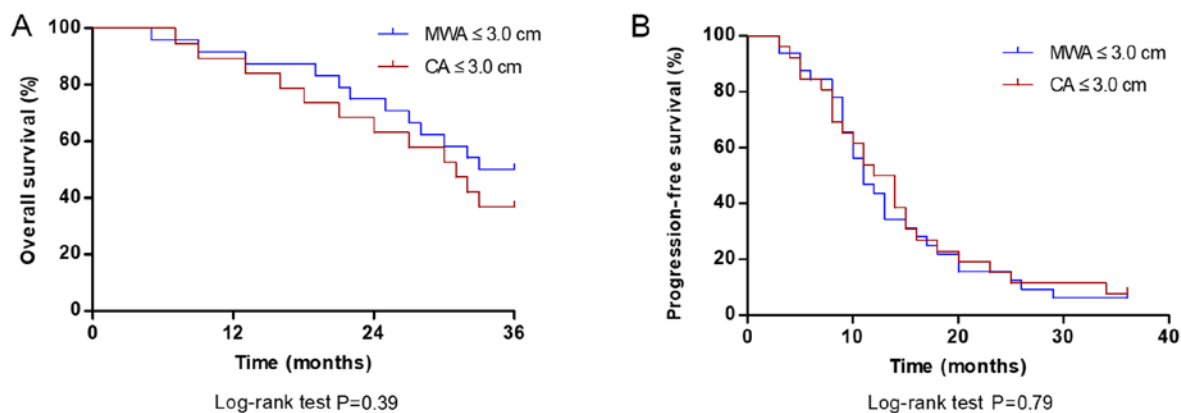 A
Overall survival (%)
100
80
60
40
20
0
0 12 24 36
Time (months)
MWA ≤ 3.0 cm
CA ≤ 3.0 cm
Log-rank test P=0.39
B
Progression-free survival (%)
100
80
60
40
20
0
0 10 20 30 40
Time (months)
MWA ≤ 3.0 cm
CA ≤ 3.0 cm
Log-rank test P=0.79